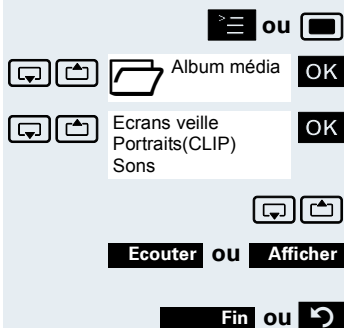 ou
Album média OK
Ecrans veille OK
Portraits(CLIP)
Sons
Ecouter ou Afficher
Fin ou